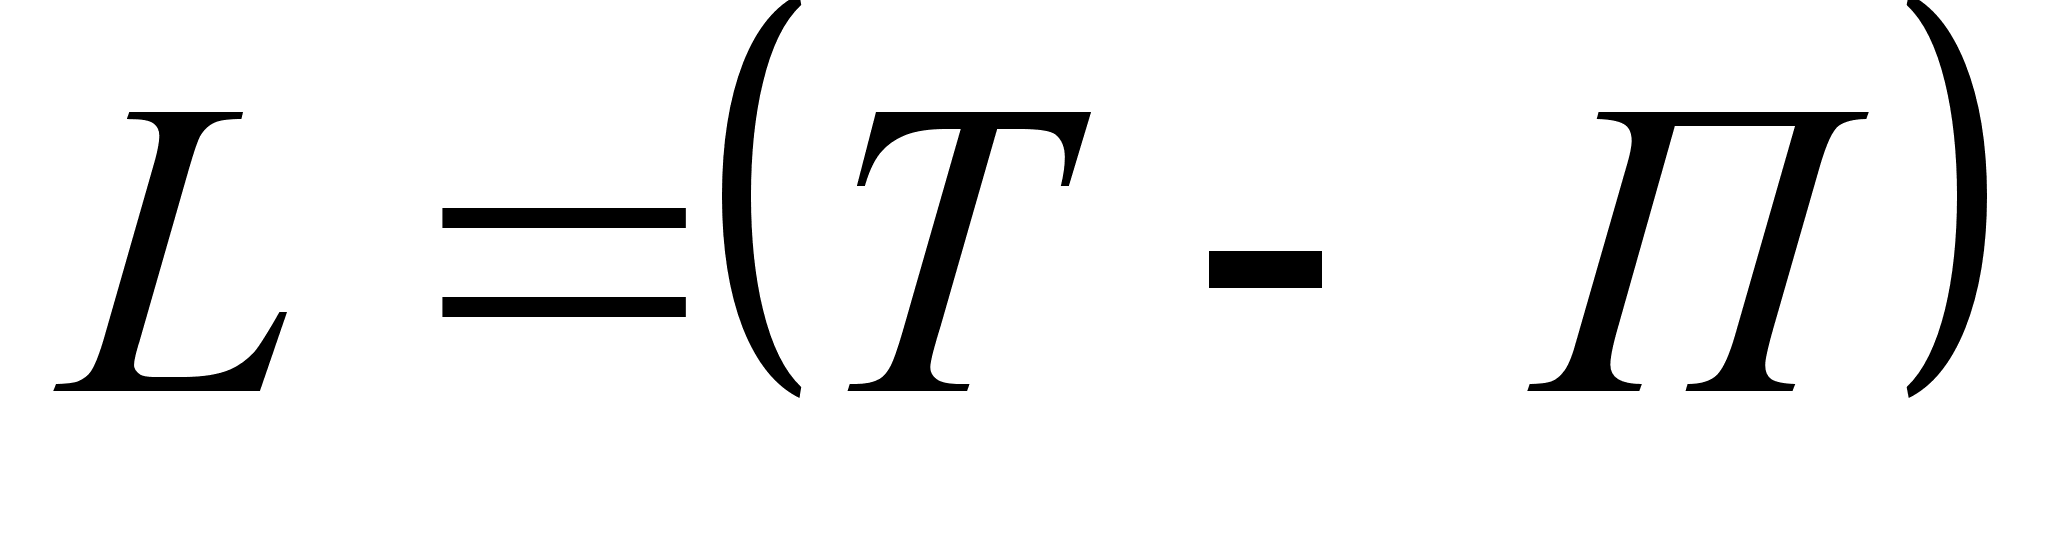 L = (T - П)